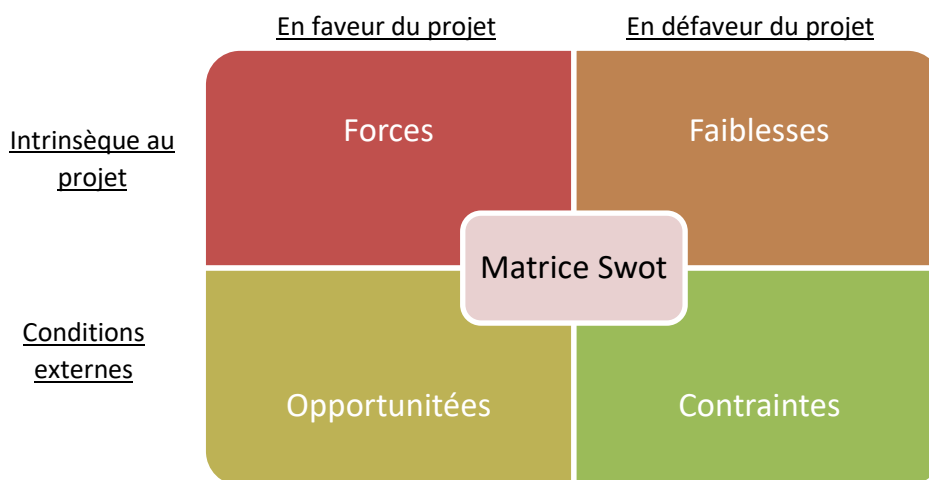 En faveur du projet
En défaveur du projet
Intrinsèque au
projet
Forces
Faiblesses
Matrice Swot
Conditions
externes
Opportunitées
Contraintes